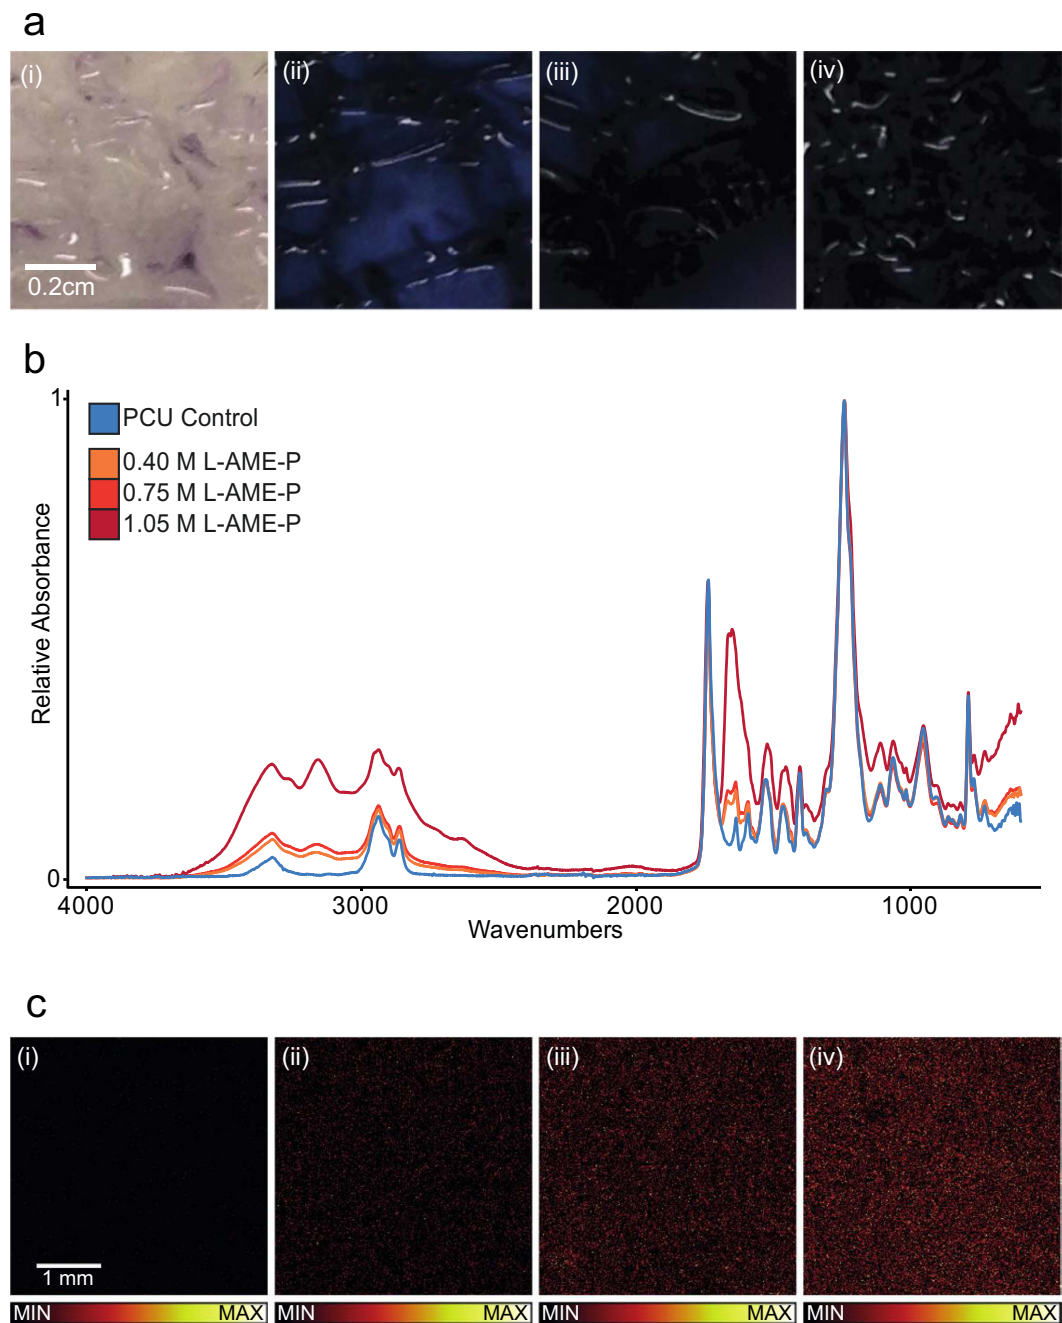 a
(i) (ii) (iii) (iv)
0.2cm
b
1
PCU Control
0.40 M L-AME-P
0.75 M L-AME-P
1.05 M L-AME-P
Relative Absorbance
0
4000 3000 2000 1000
Wavenumbers
c
(i) (ii) (iii) (iv)
1 mm
MIN MAX MIN MAX MIN MAX MIN MAX